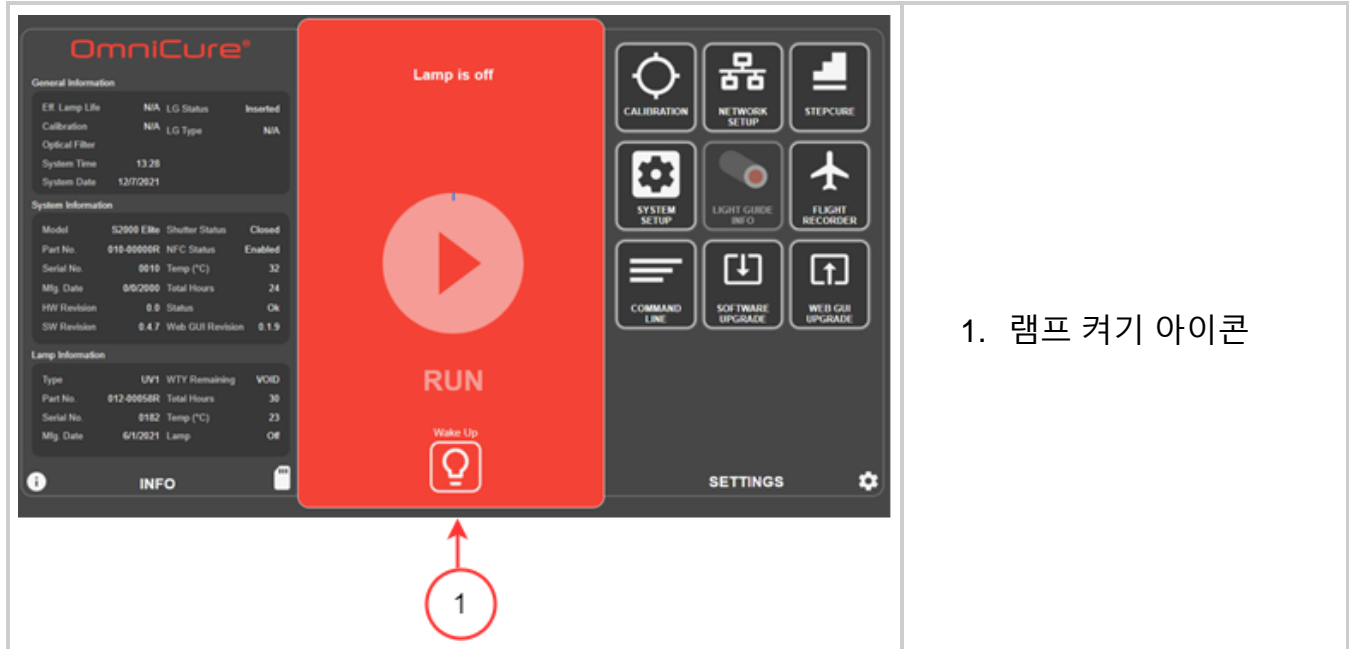 OmniCure®
General Information
Eff. Lamp Life N/A LG Status Inserted
Calibration N/A LG Type N/A
Optical Filter
System Time 13:28
System Date 12/7/2021
System Information
Model S2000 Elite Shutter Status Closed
Part No. 010-00000R NFC Status Enabled
Serial No. 0010 Temp (°C) 32
Mfg. Date 0/0/2000 Total Hours 24
HW Revision 0.0 Status Ok
SW Revision 0.4.7 Web GUI Revision 0.1.9
Lamp Information
Type UV1 WTY Remaining VOID
Part No. 012-00058R Total Hours 30
Serial No. 0182 Temp (°C) 23
Mfg. Date 6/1/2021 Lamp Off
INFO
Lamp is off
RUN
Wake Up
CALIBRATION
NETWORK
SETUP
STEPCURE
SYSTEM
SETUP
LIGHT GUIDE
INFO
FLIGHT
RECORDER
COMMAND
LINE
SOFTWARE
UPGRADE
WEB GUI
UPGRADE
SETTINGS
1
1. 램프 켜기 아이콘